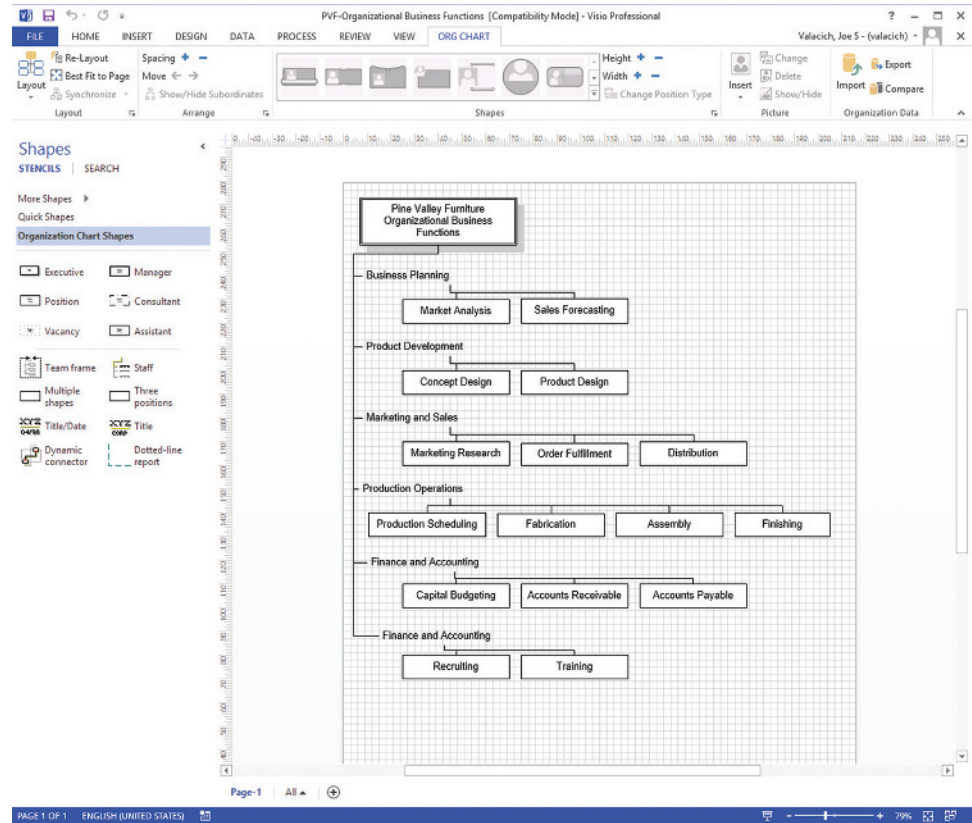 PVF-Organizational Business Functions [Compatibility Mode] - Visio Professional
FILE HOME INSERT DESIGN DATA PROCESS REVIEW VIEW ORG CHART Valacich, Joe S - (valacich)
Re-Layout Spacing Height Change Export
Best Fit to Page Move Width Delete
Layout Synchronize Show/Hide Subordinates Change Position Type Insert Show/Hide Import Compare
Layout Arrange Shapes Picture Organization Data
Shapes
STENCILS SEARCH
More Shapes
Quick Shapes
Organization Chart Shapes
Executive Manager
Position Consultant
Vacancy Assistant
Team frame Staff
Multiple shapes Three positions
Title/Date Title
Dynamic connector Dotted-line report
Pine Valley Furniture
Organizational Business
Functions
Business Planning
Market Analysis Sales Forecasting
Product Development
Concept Design Product Design
Marketing and Sales
Marketing Research Order Fulfillment Distribution
Production Operations
Production Scheduling Fabrication Assembly Finishing
Finance and Accounting
Capital Budgeting Accounts Receivable Accounts Payable
Finance and Accounting
Recruiting Training
Page-1 All
PAGE 1 OF 1 ENGLISH (UNITED STATES) 79%